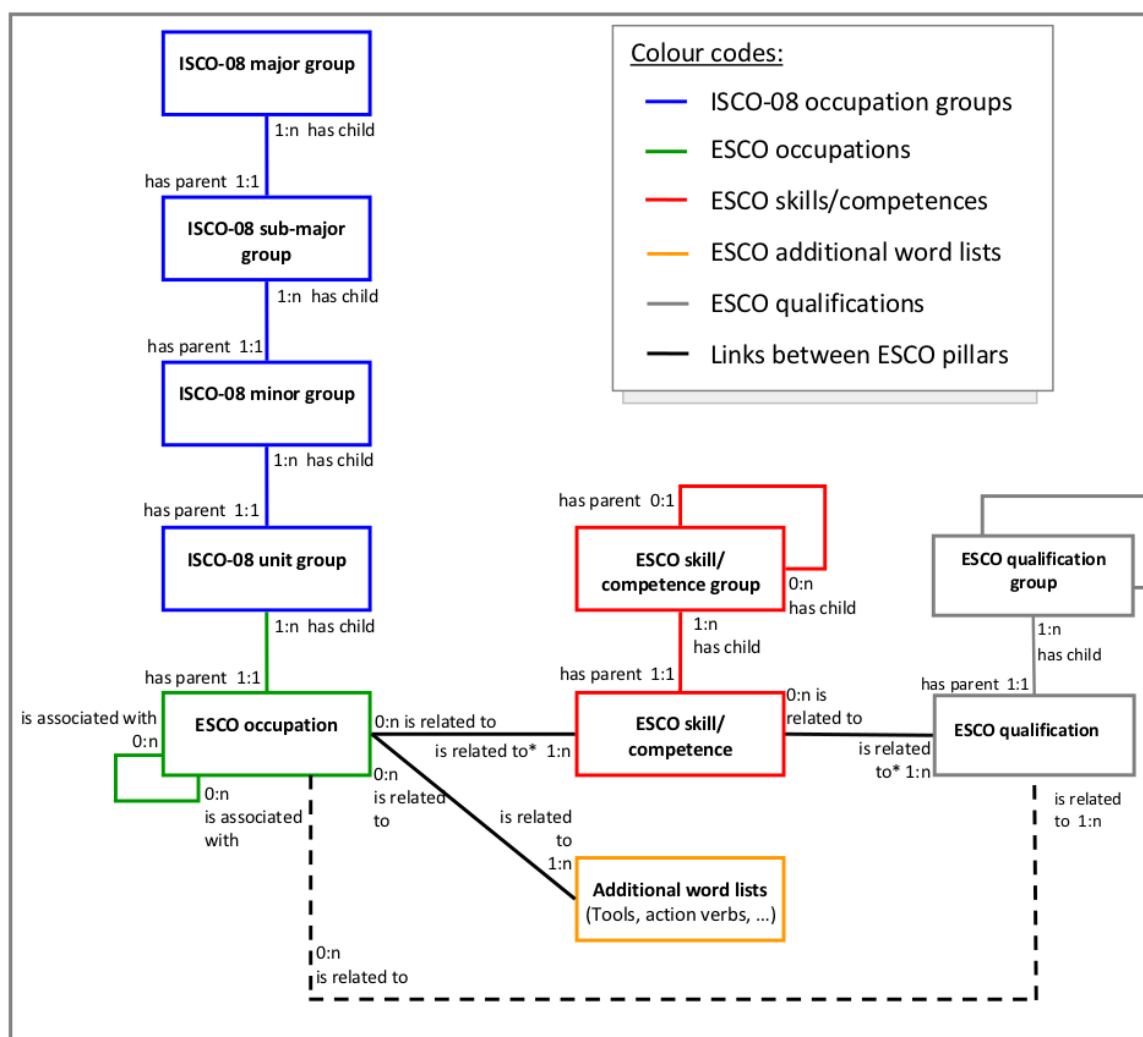 ISCO-08 major group
1:n has child
has parent 1:1
ISCO-08 sub-major
group
1:n has child
has parent 1:1
ISCO-08 minor group
1:n has child
has parent 1:1
ISCO-08 unit group
1:n has child
has parent 1:1
ESCO occupation
is associated with
0:n
0:n
is associated
with
Colour codes:
ISCO-08 occupation groups
ESCO occupations
ESCO skills/competences
ESCO additional word lists
ESCO qualifications
Links between ESCO pillars
has parent 0:1
ESCO skill/
competence group
0:n
has child
1:n
has child
has parent 1:1
ESCO skill/
competence
0:n is related to
is related to* 1:n
0:n
is related
to
is related
to
1:n
Additional word lists
(Tools, action verbs, ...)
ESCO qualification
group
1:n
has child
has parent 1:1
ESCO qualification
0:n is
related to
is related
to* 1:n
is related
to 1:n
0:n
is related to